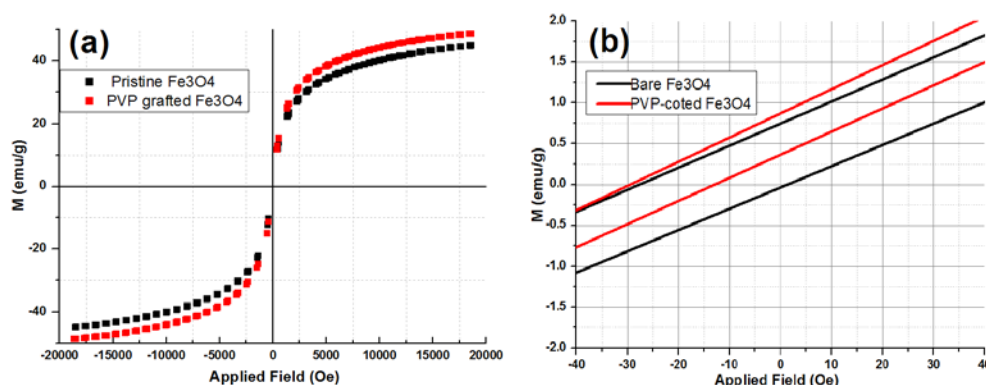 (a)
Pristine Fe3O4
PVP grafted Fe3O4
M (emu/g)
40
20
0
-20
-40
-20000 -15000 -10000 -5000 0 5000 10000 15000 20000
Applied Field (Oe)
(b)
Bare Fe3O4
PVP-coted Fe3O4
M (emu/g)
2.0
1.5
1.0
0.5
0.0
-0.5
-1.0
-1.5
-2.0
-40 -30 -20 -10 0 10 20 30 40
Applied Field (Oe)